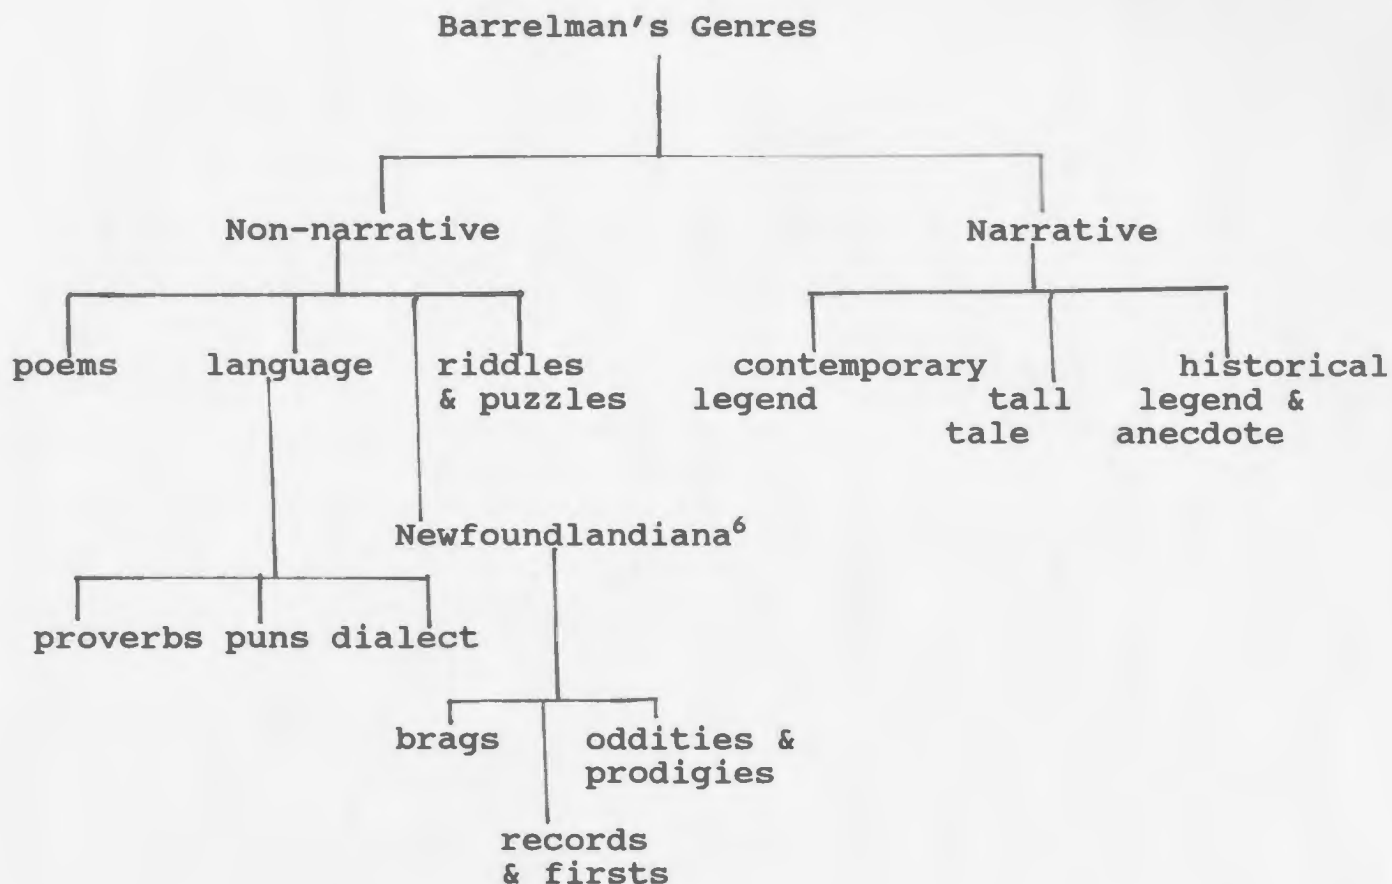 Barrelman's Genres
Non-narrative
Narrative
poems
language
riddles
& puzzles
contemporary
legend
tall
tale
historical
legend &
anecdote
Newfoundlandiana⁶
proverbs puns dialect
brags
oddities &
prodigies
records
& firsts